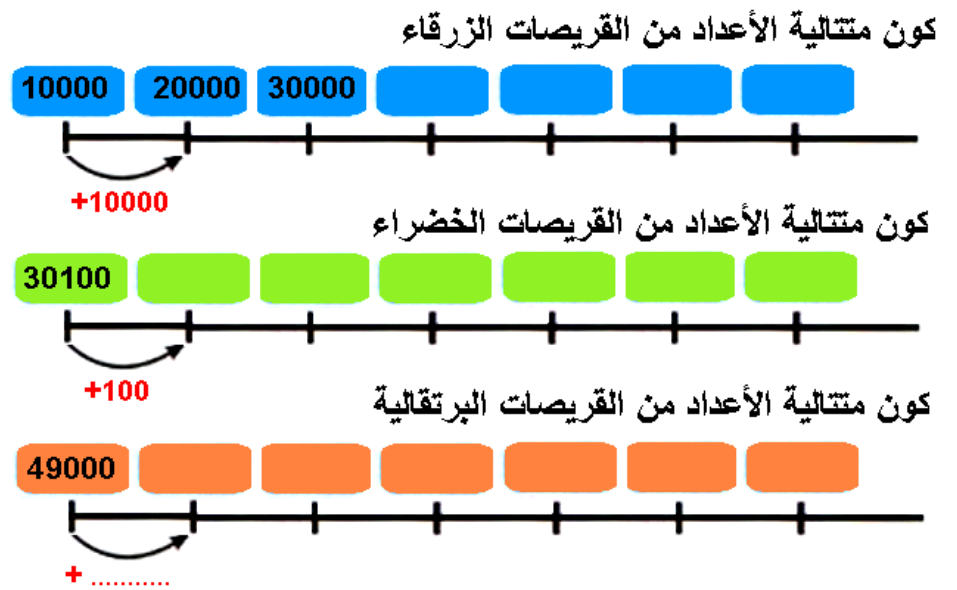 كون متتالية الأعداد من القريصات الزرقاء
10000 20000 30000
+10000
كون متتالية الأعداد من القريصات الخضراء
30100
+100
كون متتالية الأعداد من القريصات البرتقالية
49000
+ ...........